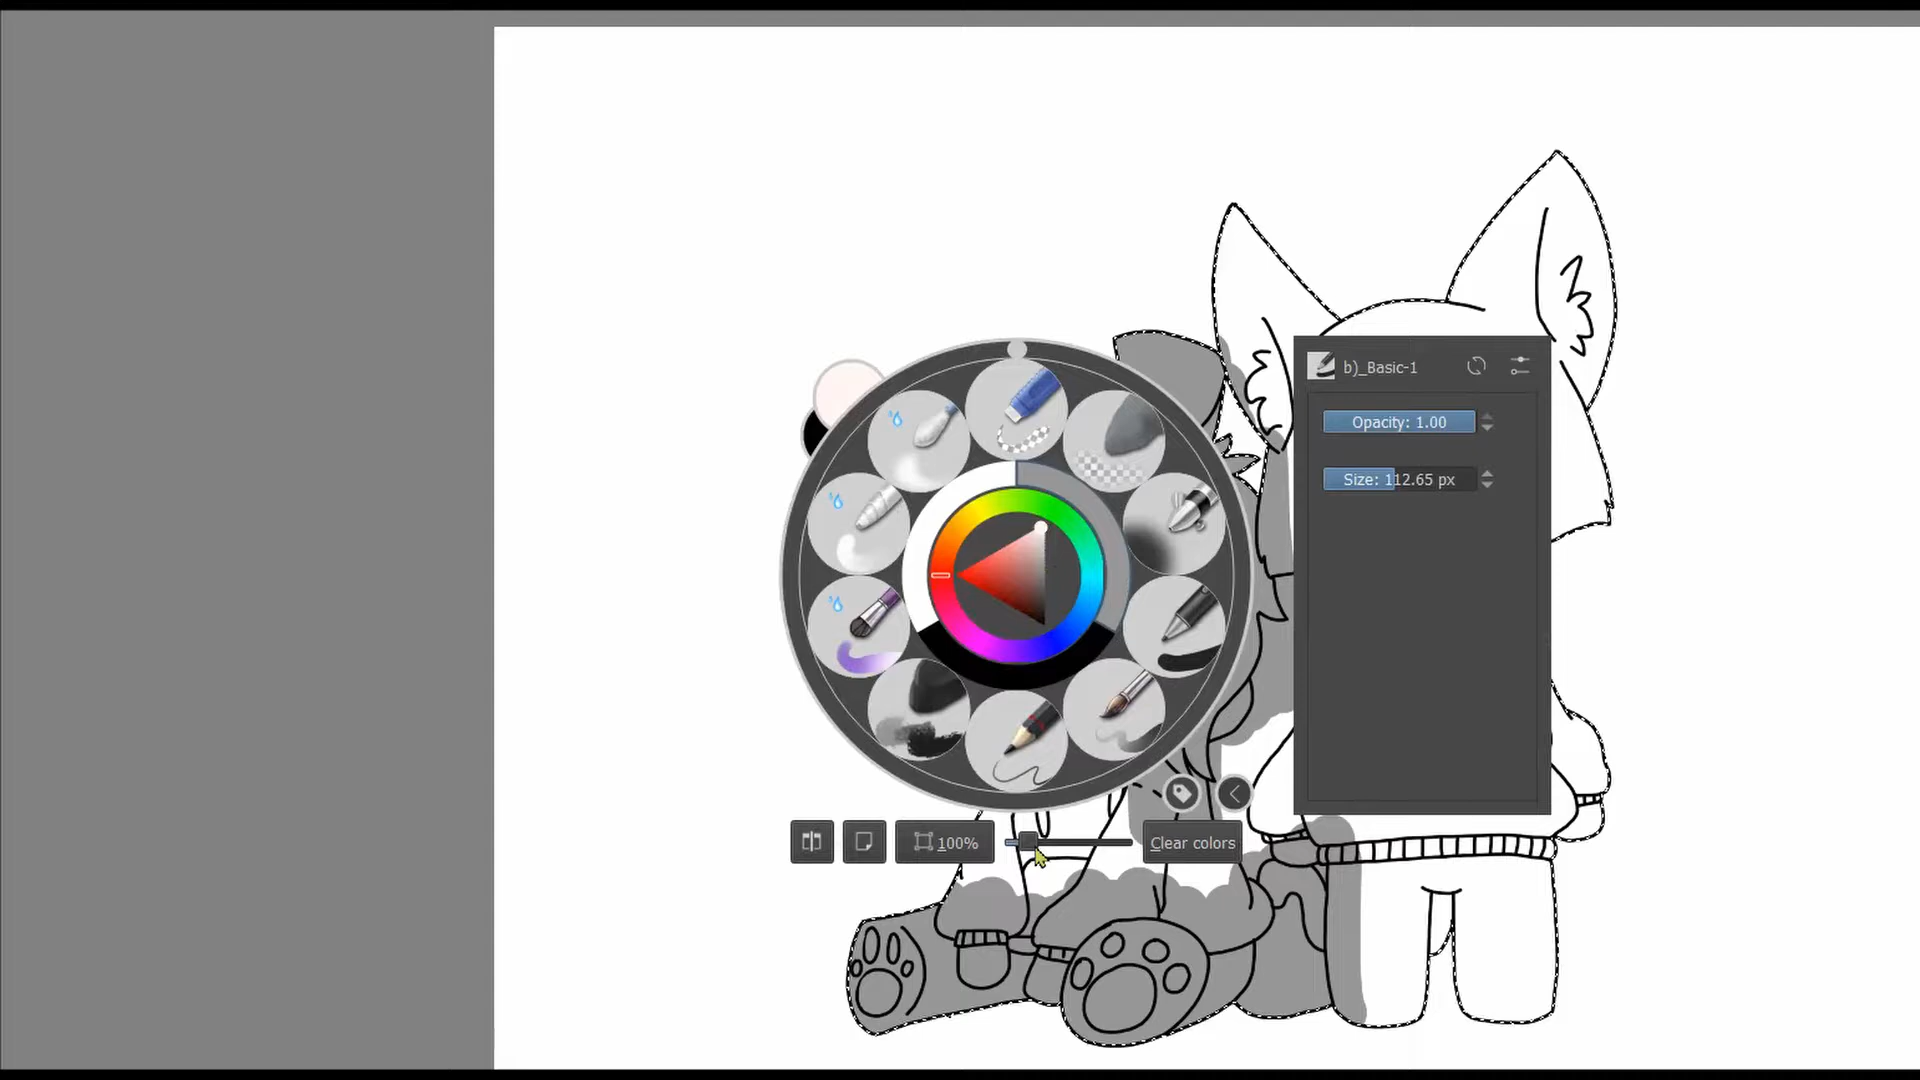 b)_Basic-1
Opacity: 1.00
Size: 112.65 px
100%
Clear colors